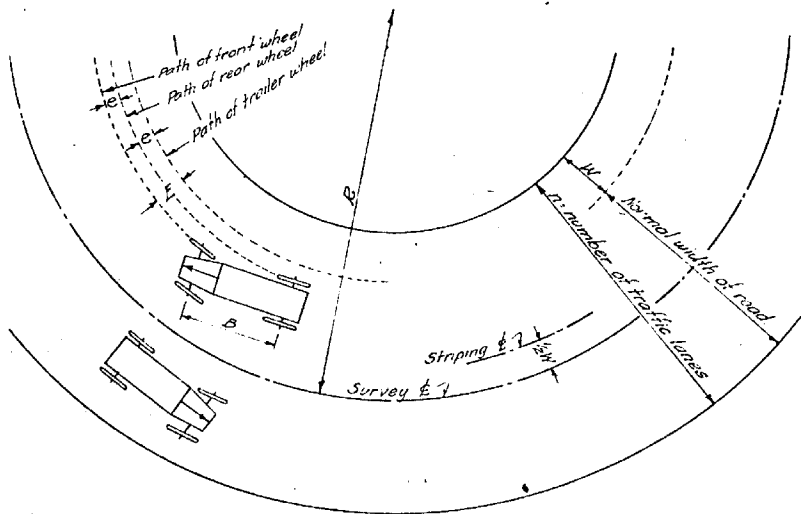 Path of front wheel
Path of rear wheel
Path of trailer wheel
e
e
E
R
W
Normal width of road
n = number of traffic lanes
B
Striping ℄
½W
Survey ℄